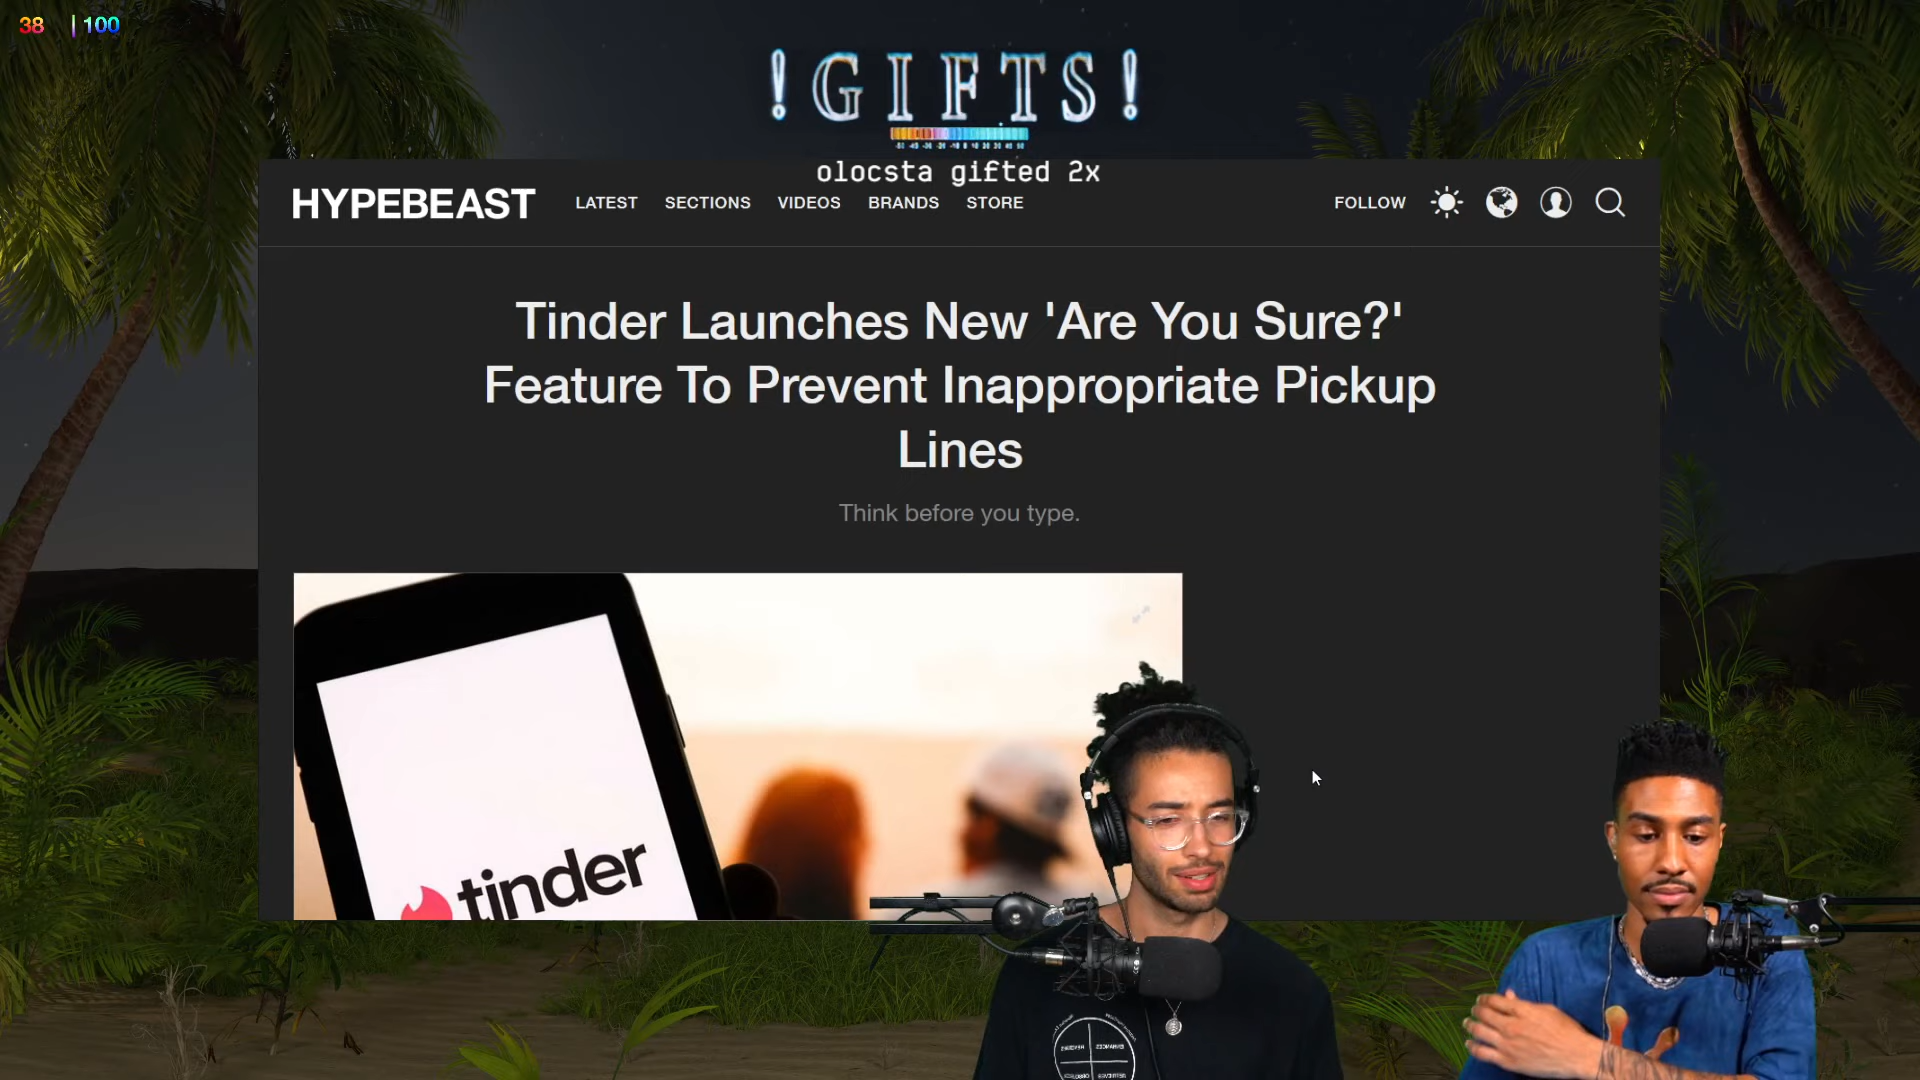 38 | 100
! GIFTS !
olocsta gifted 2x
HYPEBEAST LATEST SECTIONS VIDEOS BRANDS STORE FOLLOW
Tinder Launches New 'Are You Sure?'
Feature To Prevent Inappropriate Pickup
Lines
Think before you type.
tinder